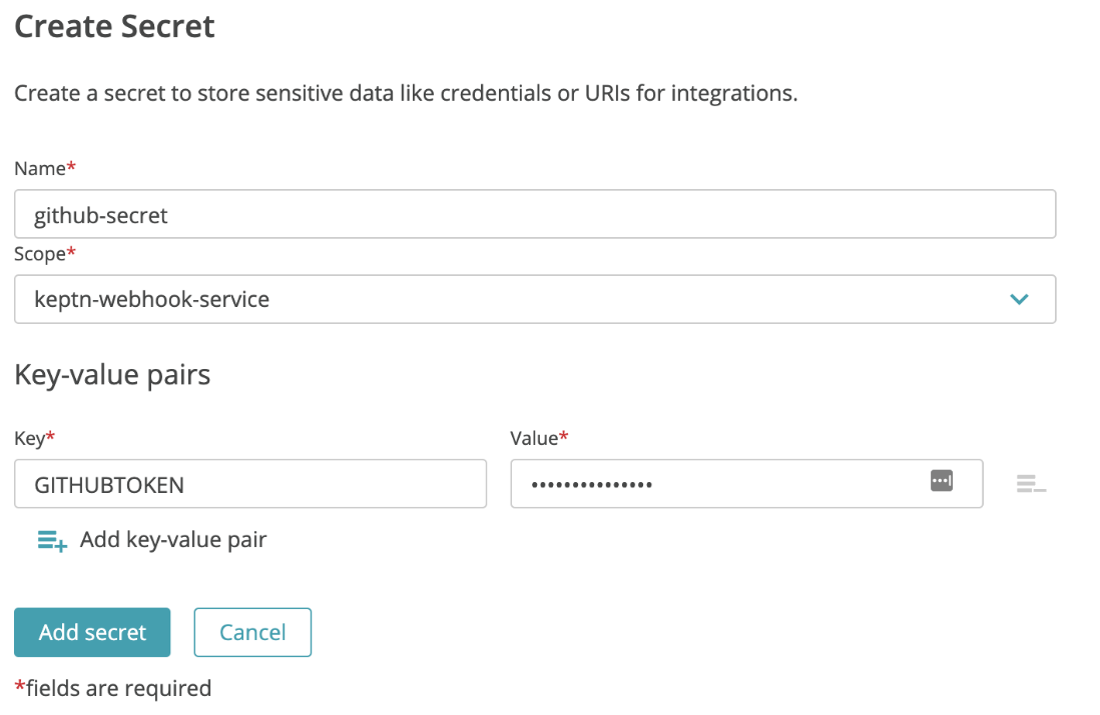 Create Secret
Create a secret to store sensitive data like credentials or URIs for integrations.
Name*
github-secret
Scope*
keptn-webhook-service
Key-value pairs
Key* Value*
GITHUBTOKEN •••••••••••••••
Add key-value pair
Add secret Cancel
*fields are required